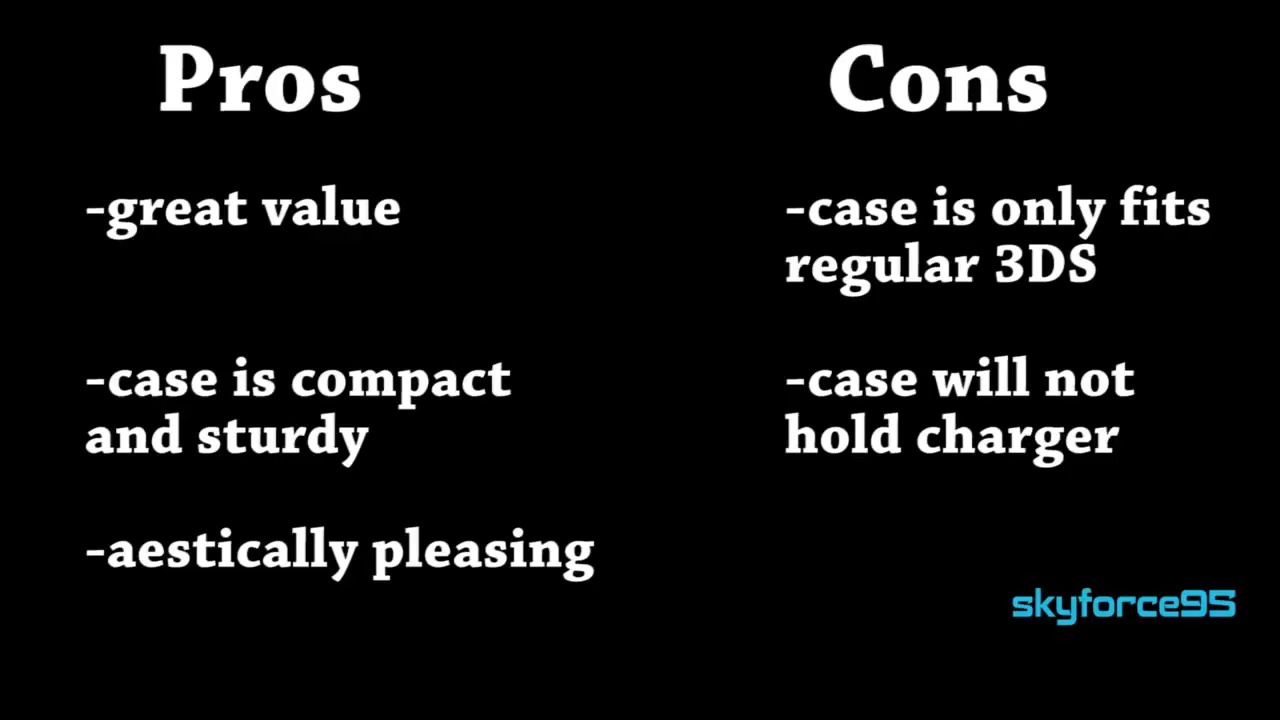 Pros
-great value
-case is compact
and sturdy
-aestically pleasing
Cons
-case is only fits
regular 3DS
-case will not
hold charger
skyforce95